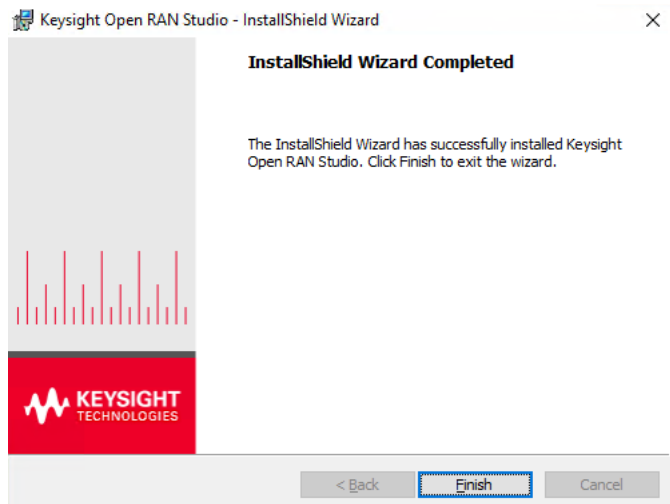 Keysight Open RAN Studio - InstallShield Wizard
InstallShield Wizard Completed
The InstallShield Wizard has successfully installed Keysight
Open RAN Studio. Click Finish to exit the wizard.
KEYSIGHT
TECHNOLOGIES
< Back
Finish
Cancel